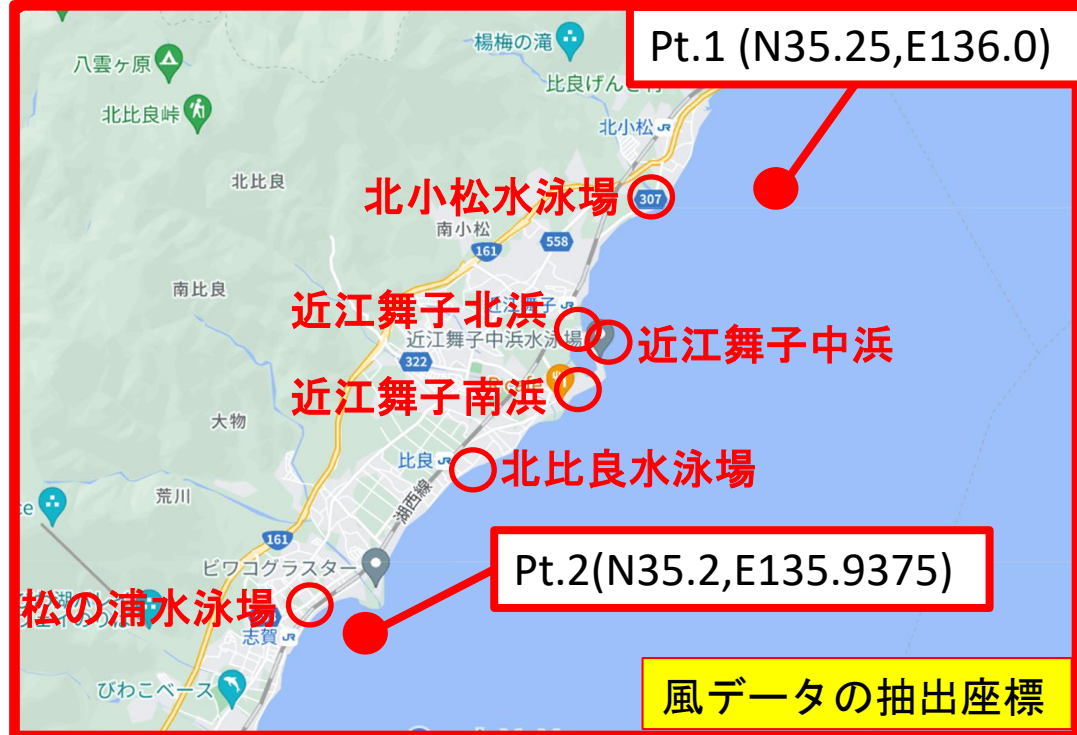 楊梅の滝
Pt.1 (N35.25,E136.0)
八雲ヶ原
比良げん
北比良峠
北小松
北比良
北小松水泳場
307
南小松
558
161
南比良
近江舞子北浜
近江舞子
近江舞子中浜水泳場
近江舞子中浜
322
近江舞子南浜
cafe
大物
比良
北比良水泳場
荒川
湖西線
161
Pt.2(N35.2,E135.9375)
ビワコグラスター
松の浦水泳場
志賀
びわこベース
風データの抽出座標